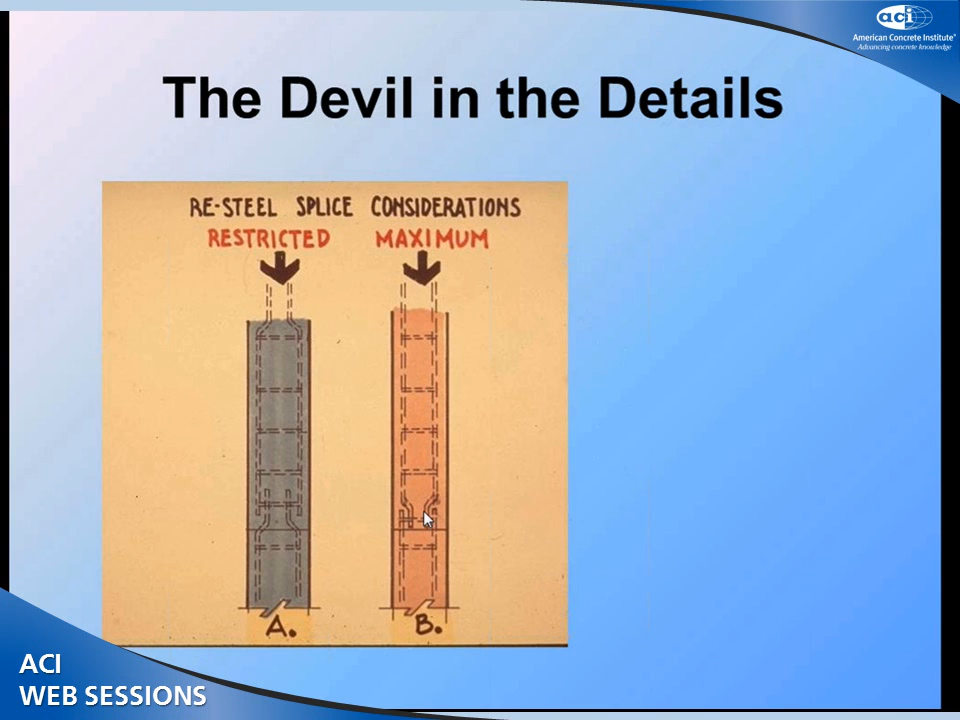 aci
American Concrete Institute®
Advancing concrete knowledge
The Devil in the Details
RE-STEEL SPLICE CONSIDERATIONS
RESTRICTED MAXIMUM
A. B.
ACI
WEB SESSIONS